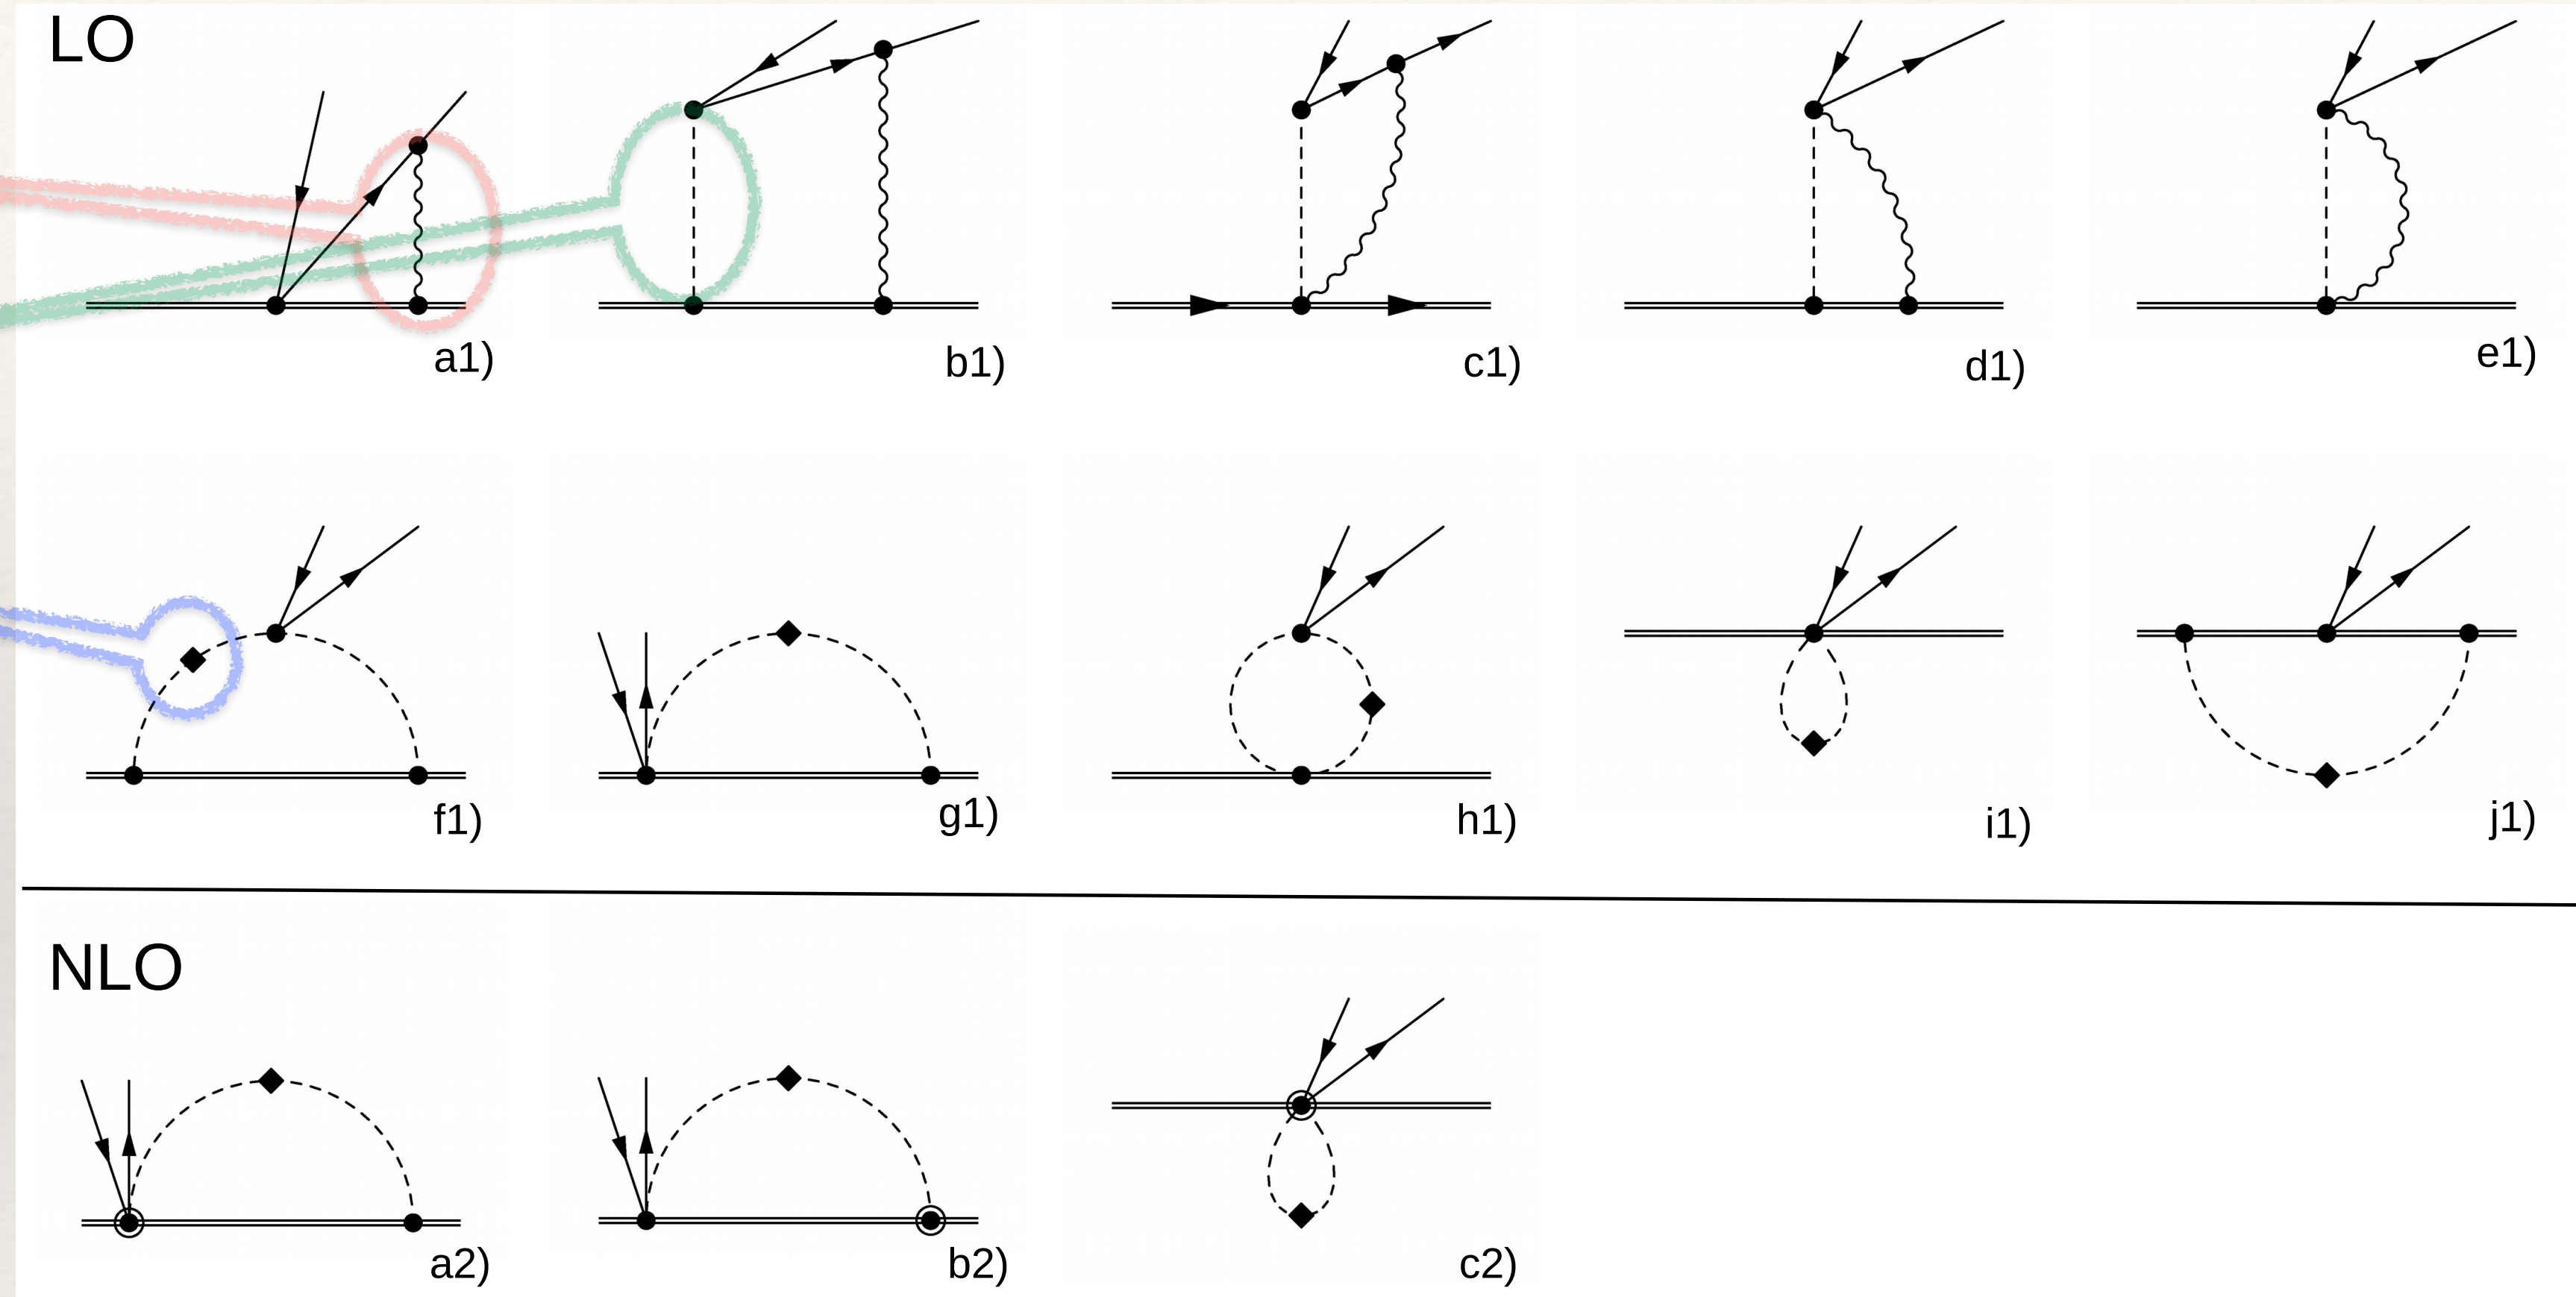 LO
a1)
b1)
c1)
d1)
e1)
f1)
g1)
h1)
i1)
j1)
NLO
a2)
b2)
c2)